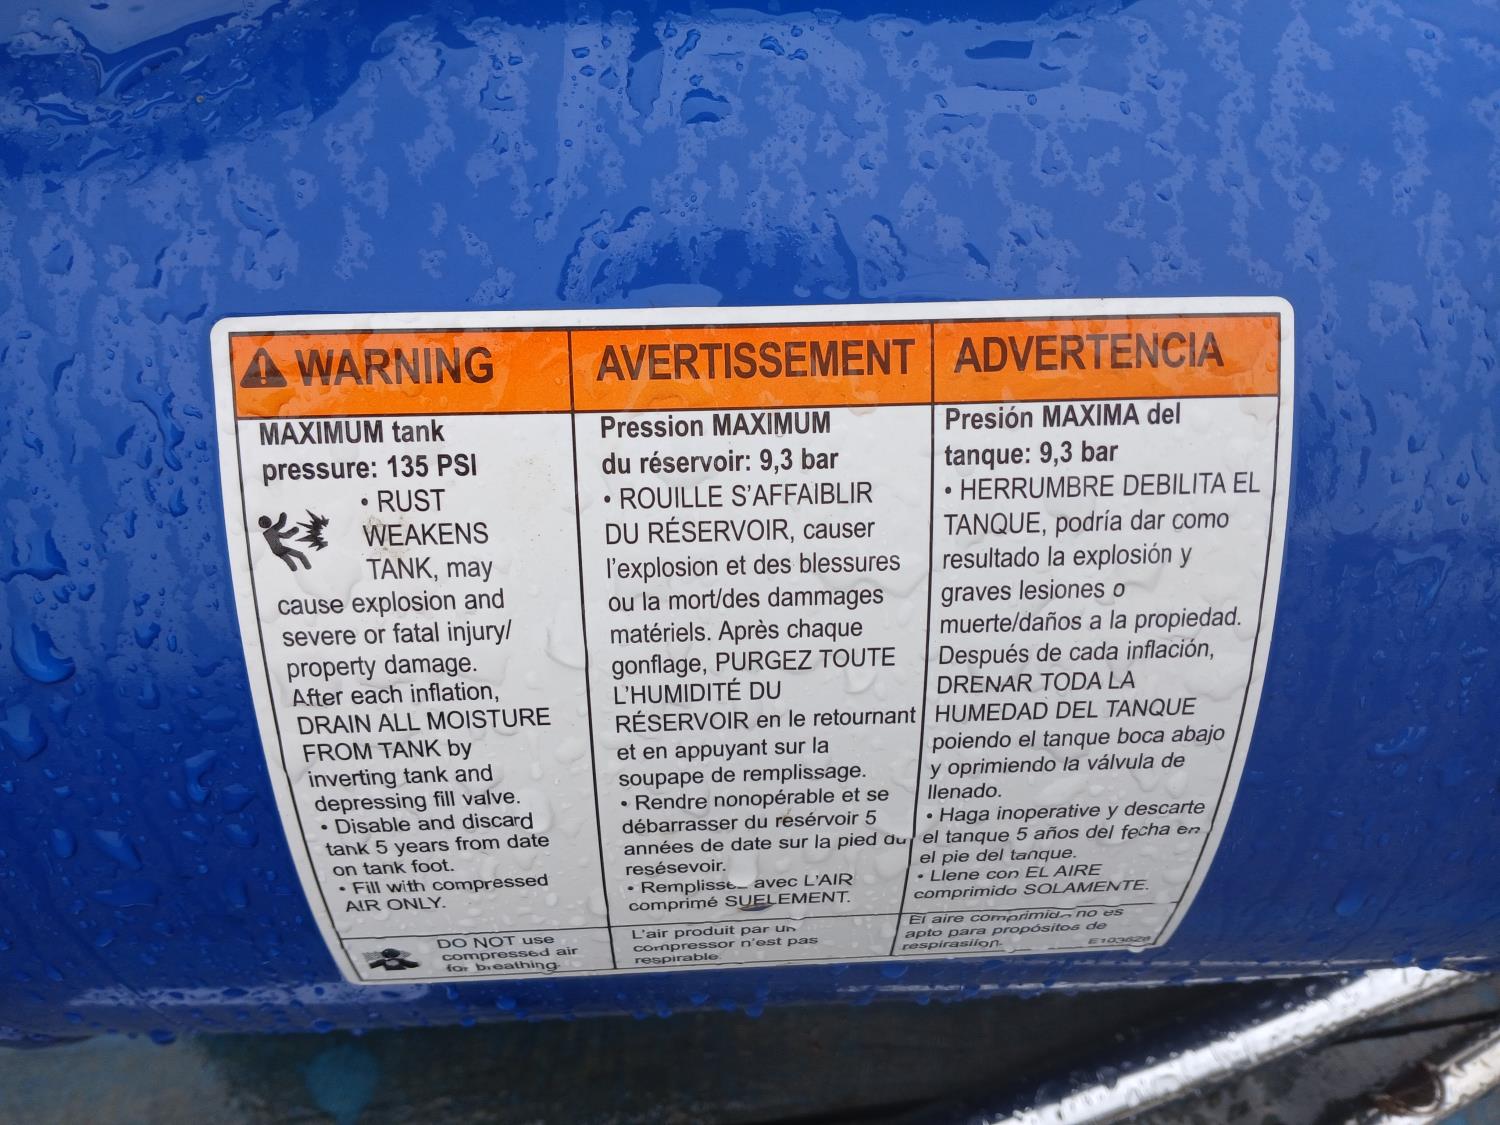 WARNING
MAXIMUM tank
pressure: 135 PSI
• RUST
WEAKENS
TANK, may
cause explosion and
severe or fatal injury/
property damage.
After each inflation,
DRAIN ALL MOISTURE
FROM TANK by
inverting tank and
depressing fill valve.
• Disable and discard
tank 5 years from date
on tank foot.
• Fill with compressed
AIR ONLY.
DO NOT use
compressed air
for breathing.
AVERTISSEMENT
Pression MAXIMUM
du réservoir: 9,3 bar
• ROUILLE S'AFFAIBLIR
DU RÉSERVOIR, causer
l'explosion et des blessures
ou la mort/des dammages
matériels. Après chaque
gonflage, PURGEZ TOUTE
L'HUMIDITÉ DU
RÉSERVOIR en le retournant
et en appuyant sur la
soupape de remplissage.
• Rendre nonopérable et se
débarrasser du resérvoir 5
années de date sur la pied du
resésevoir.
• Remplissez avec L'AIR
comprimé SUELEMENT.
L'air produit par un
compressor n'est pas
respirable
ADVERTENCIA
Presión MAXIMA del
tanque: 9,3 bar
• HERRUMBRE DEBILITA EL
TANQUE, podría dar como
resultado la explosión y
graves lesiones o
muerte/daños a la propiedad.
Después de cada inflación,
DRENAR TODA LA
HUMEDAD DEL TANQUE
poiendo el tanque boca abajo
y oprimiendo la válvula de
llenado.
• Haga inoperative y descarte
el tanque 5 años del fecha en
el pie del tanque.
• Llene con EL AIRE
comprimido SOLAMENTE.
El aire comprimido no es
apto para propósitos de
respirasiion.